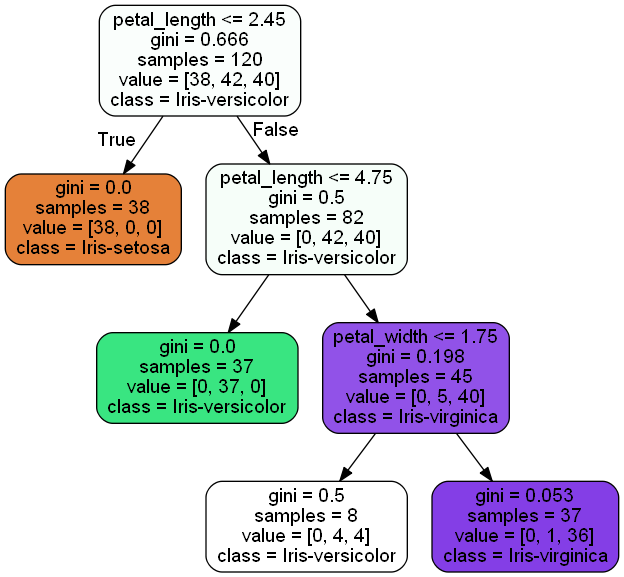 petal_length <= 2.45
gini = 0.666
samples = 120
value = [38, 42, 40]
class = Iris-versicolor
True
False
gini = 0.0
samples = 38
value = [38, 0, 0]
class = Iris-setosa
petal_length <= 4.75
gini = 0.5
samples = 82
value = [0, 42, 40]
class = Iris-versicolor
gini = 0.0
samples = 37
value = [0, 37, 0]
class = Iris-versicolor
petal_width <= 1.75
gini = 0.198
samples = 45
value = [0, 5, 40]
class = Iris-virginica
gini = 0.5
samples = 8
value = [0, 4, 4]
class = Iris-versicolor
gini = 0.053
samples = 37
value = [0, 1, 36]
class = Iris-virginica